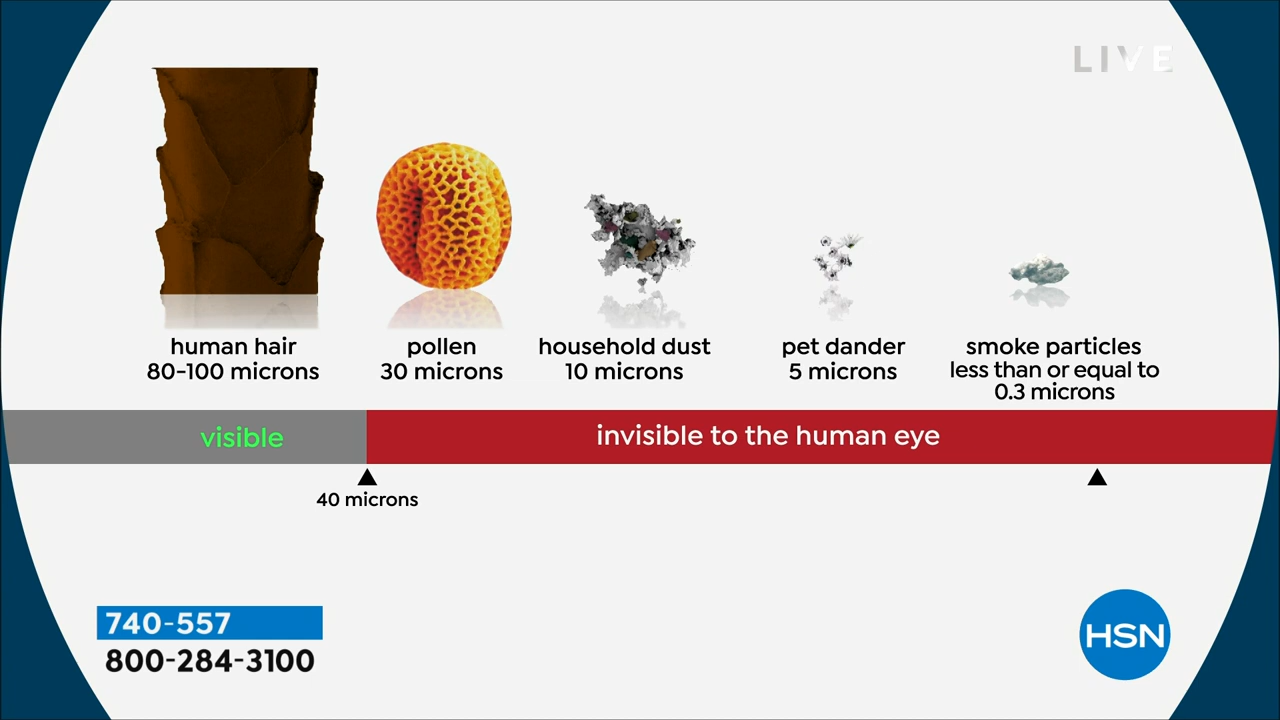 LIVE
human hair
80-100 microns
pollen
30 microns
household dust
10 microns
pet dander
5 microns
smoke particles
less than or equal to
0.3 microns
visible
invisible to the human eye
40 microns
740-557
800-284-3100
HSN